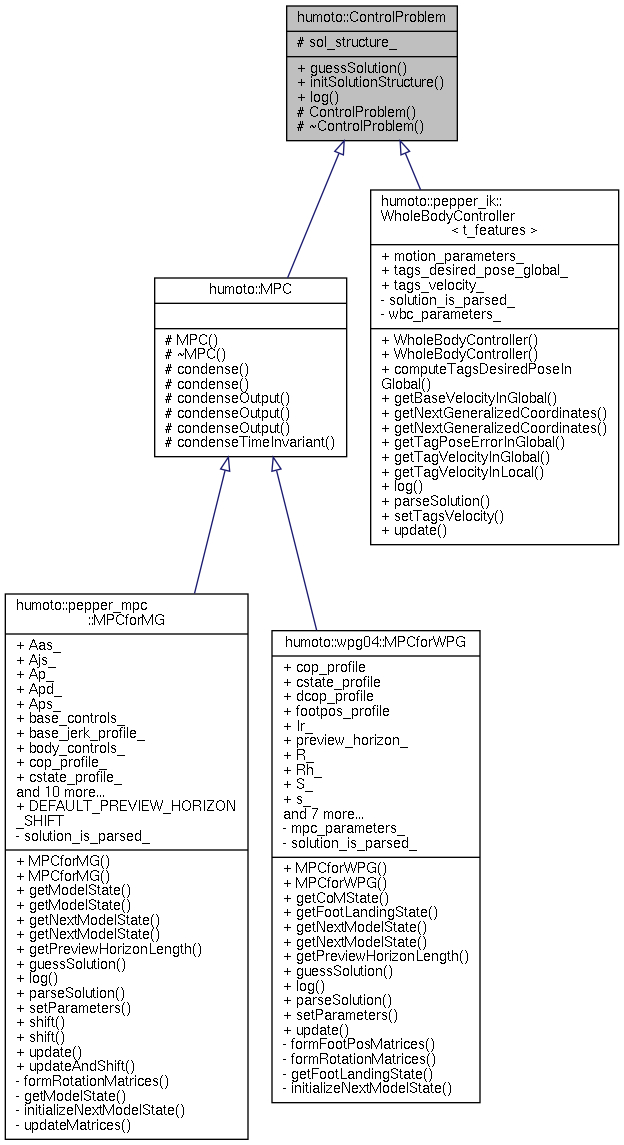 humoto::ControlProblem
# sol_structure_
+ guessSolution()
+ initSolutionStructure()
+ log()
# ControlProblem()
# ~ControlProblem()
humoto::pepper_ik::
WholeBodyController
< t_features >
+ motion_parameters_
+ tags_desired_pose_global_
+ tags_velocity_
- solution_is_parsed_
- wbc_parameters_
+ WholeBodyController()
+ WholeBodyController()
+ computeTagsDesiredPoseIn
Global()
+ getBaseVelocityInGlobal()
+ getNextGeneralizedCoordinates()
+ getNextGeneralizedCoordinates()
+ getTagPoseErrorInGlobal()
+ getTagVelocityInGlobal()
+ getTagVelocityInLocal()
+ log()
+ parseSolution()
+ setTagsVelocity()
+ update()
humoto::MPC
# MPC()
# ~MPC()
# condense()
# condense()
# condenseOutput()
# condenseOutput()
# condenseOutput()
# condenseTimeInvariant()
humoto::pepper_mpc
::MPCforMG
+ Aas_
+ Ajs_
+ Ap_
+ Apd_
+ Aps_
+ base_controls_
+ base_jerk_profile_
+ body_controls_
+ cop_profile_
+ cstate_profile_
and 10 more...
+ DEFAULT_PREVIEW_HORIZON
_SHIFT
- solution_is_parsed_
+ MPCforMG()
+ MPCforMG()
+ getModelState()
+ getModelState()
+ getNextModelState()
+ getNextModelState()
+ getPreviewHorizonLength()
+ guessSolution()
+ log()
+ parseSolution()
+ setParameters()
+ shift()
+ shift()
+ update()
+ updateAndShift()
- formRotationMatrices()
- getModelState()
- initializeNextModelState()
- updateMatrices()
humoto::wpg04::MPCforWPG
+ cop_profile
+ cstate_profile
+ dcop_profile
+ footpos_profile
+ Ir_
+ preview_horizon_
+ R_
+ Rh_
+ S_
+ s_
and 7 more...
- mpc_parameters_
- solution_is_parsed_
+ MPCforWPG()
+ MPCforWPG()
+ getCoMState()
+ getFootLandingState()
+ getNextModelState()
+ getNextModelState()
+ getPreviewHorizonLength()
+ guessSolution()
+ log()
+ parseSolution()
+ setParameters()
+ update()
- formFootPosMatrices()
- formRotationMatrices()
- getFootLandingState()
- initializeNextModelState()